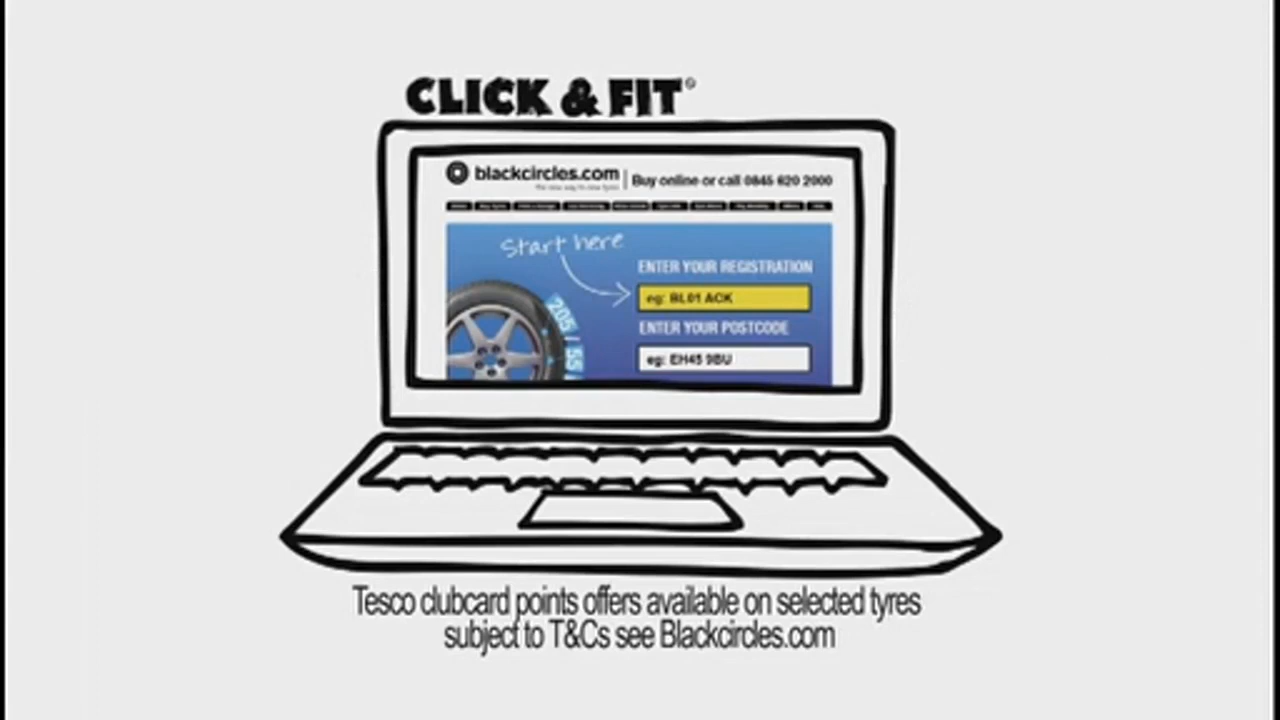 CLICK & FIT®
blackcircles.com
Buy online or call 0845 620 2000
Start here
ENTER YOUR REGISTRATION
eg: BL01 ACK
ENTER YOUR POSTCODE
eg: EH45 9BU
205 / 55 /
Tesco clubcard points offers available on selected tyres
subject to T&Cs see Blackcircles.com